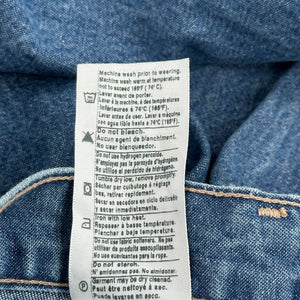 Machine wash prior to wearing.
Machine wash warm at temperature
not to exceed 165°F (74°C).
Laver avant de porter.
Laver à la machine, à des températures
inférieures à 74°C (165°F).
Lavar antes de usar. Lavar a máquina
con agua tibia hasta a 74°C (165°F).
Do not bleach.
Aucun agent de blanchiment.
No usar blanqueador.
Do not use hydrogen peroxide.
N'employez pas le peroxyde d'hydrogène.
No utilices peróxido de hidrógeno.
Tumble dry low, remove promptly.
Sécher par culbutage à réglage
bas, retirer rapidement.
Secar en secadora en ciclo delicado
y secar inmediatamente.
Iron with low heat.
Repasser à basse température.
Planchar a baja temperatura.
Do not use fabric softeners. Ne pas
utiliser de produits assouplissants.
No use suavizantes para la ropa.
Do not starch.
N' amidonnez pas. No Almidonar.
Garment may be dry cleaned.
Peut être nettoyé à sec.
Puede limpiarse en seco.